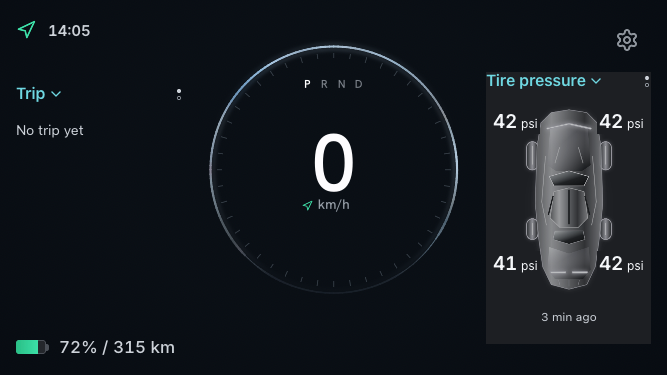 14:05
Trip
No trip yet
P R N D
0
km/h
72% / 315 km
Tire pressure
42 psi 42 psi
41 psi 42 psi
3 min ago